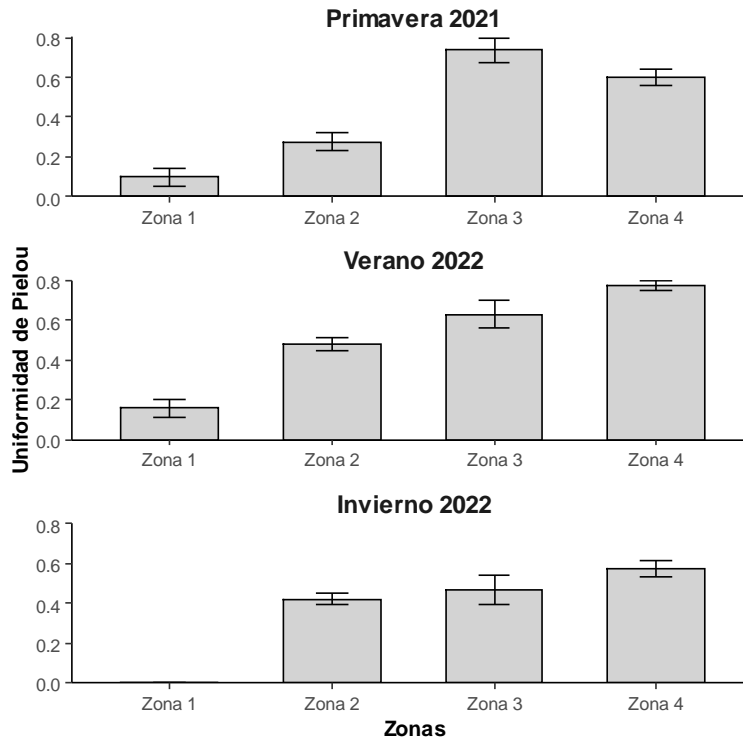 Primavera 2021
0.8
0.6
0.4
0.2
0.0
Zona 1 Zona 2 Zona 3 Zona 4
Uniformidad de Pielou
Verano 2022
0.8
0.6
0.4
0.2
0.0
Zona 1 Zona 2 Zona 3 Zona 4
Invierno 2022
0.8
0.6
0.4
0.2
0.0
Zona 1 Zona 2 Zona 3 Zona 4
Zonas